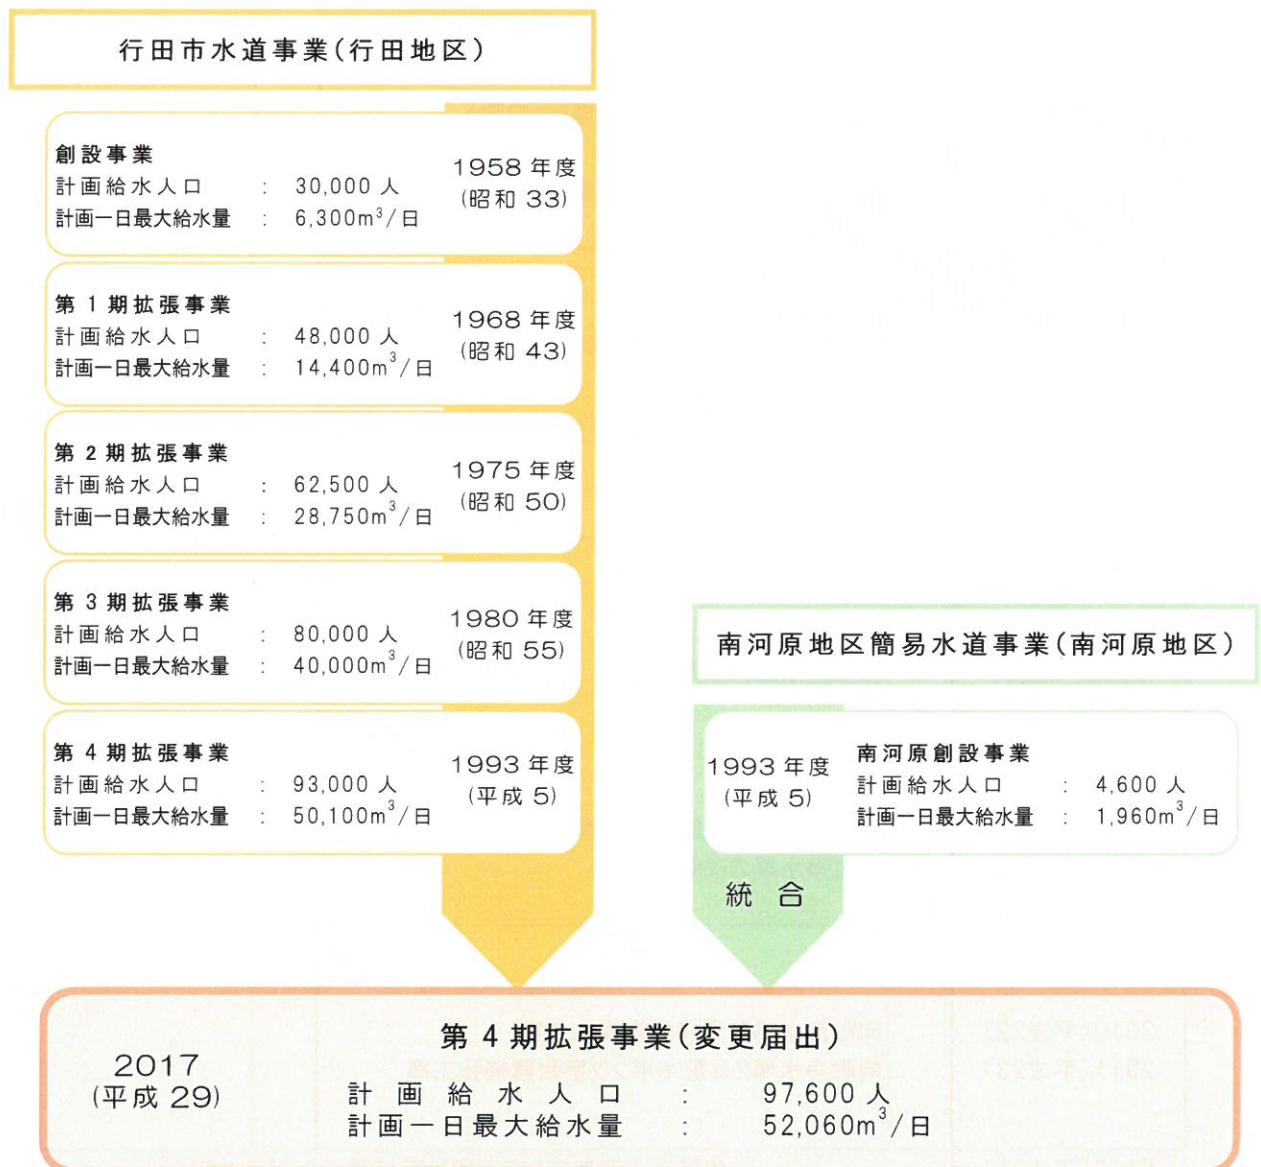 行田市水道事業(行田地区)
創設事業
計画給水人口 : 30,000 人
計画一日最大給水量 : 6,300m³/日
1958 年度
(昭和 33)
第 1 期拡張事業
計画給水人口 : 48,000 人
計画一日最大給水量 : 14,400m³/日
1968 年度
(昭和 43)
第 2 期拡張事業
計画給水人口 : 62,500 人
計画一日最大給水量 : 28,750m³/日
1975 年度
(昭和 50)
第 3 期拡張事業
計画給水人口 : 80,000 人
計画一日最大給水量 : 40,000m³/日
1980 年度
(昭和 55)
第 4 期拡張事業
計画給水人口 : 93,000 人
計画一日最大給水量 : 50,100m³/日
1993 年度
(平成 5)
南河原地区簡易水道事業(南河原地区)
1993 年度
(平成 5)
南河原創設事業
計画給水人口 : 4,600 人
計画一日最大給水量 : 1,960m³/日
統 合
第 4 期拡張事業(変更届出)
2017
(平成 29)
計画給水人口 : 97,600 人
計画一日最大給水量 : 52,060m³/日